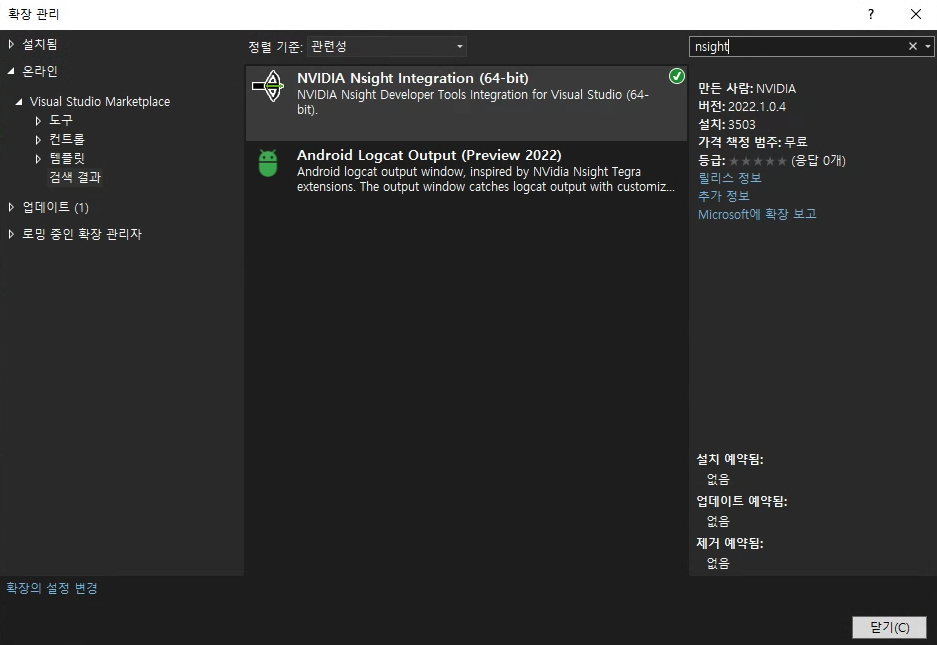 확장 관리
?
설치됨
온라인
Visual Studio Marketplace
도구
컨트롤
템플릿
검색 결과
업데이트 (1)
로밍 중인 확장 관리자
확장의 설정 변경
정렬 기준: 관련성
NVIDIA Nsight Integration (64-bit)
NVIDIA Nsight Developer Tools Integration for Visual Studio (64-
bit).
Android Logcat Output (Preview 2022)
Android logcat output window, inspired by NVidia Nsight Tegra
extensions. The output window catches logcat output with customiz...
nsight
만든 사람: NVIDIA
버전: 2022.1.0.4
설치: 3503
가격 책정 범주: 무료
등급: ★★★★★ (응답 0개)
릴리스 정보
추가 정보
Microsoft에 확장 보고
설치 예약됨:
없음
업데이트 예약됨:
없음
제거 예약됨:
없음
닫기(C)